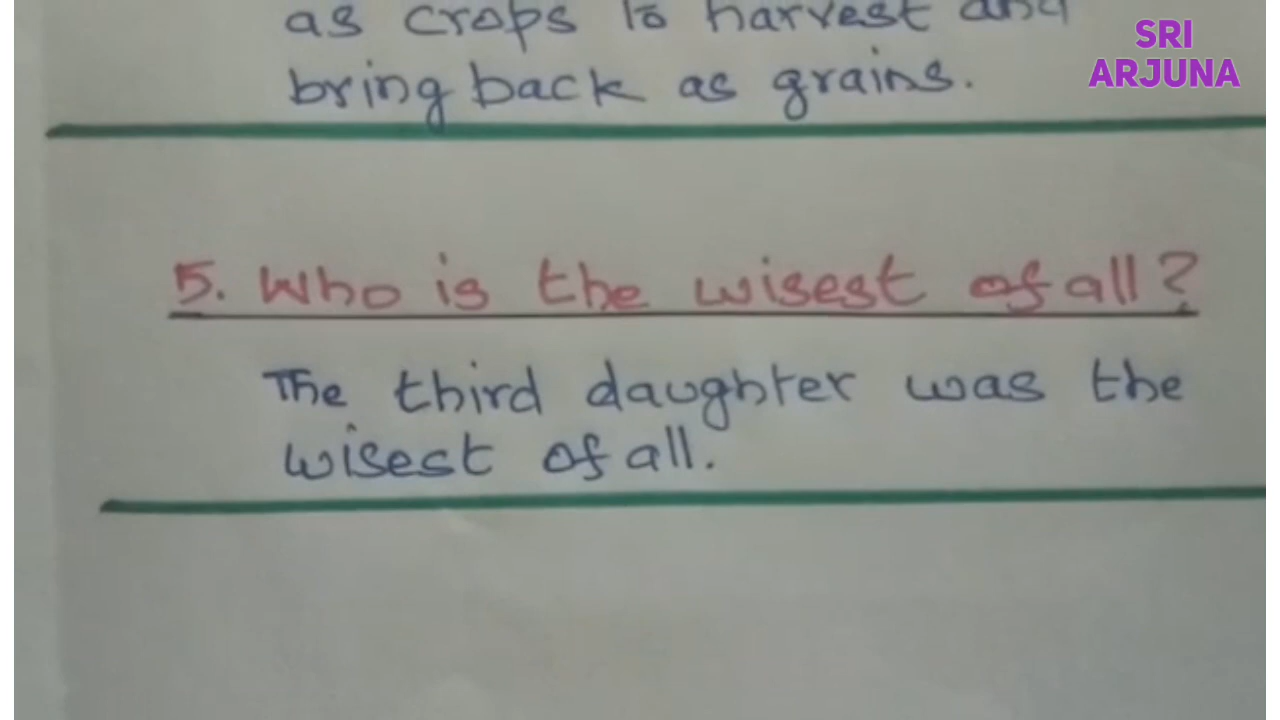 as crops to harvest and
bring back as grains.
SRI
ARJUNA
5. Who is the wisest of all?
The third daughter was the
wisest of all.